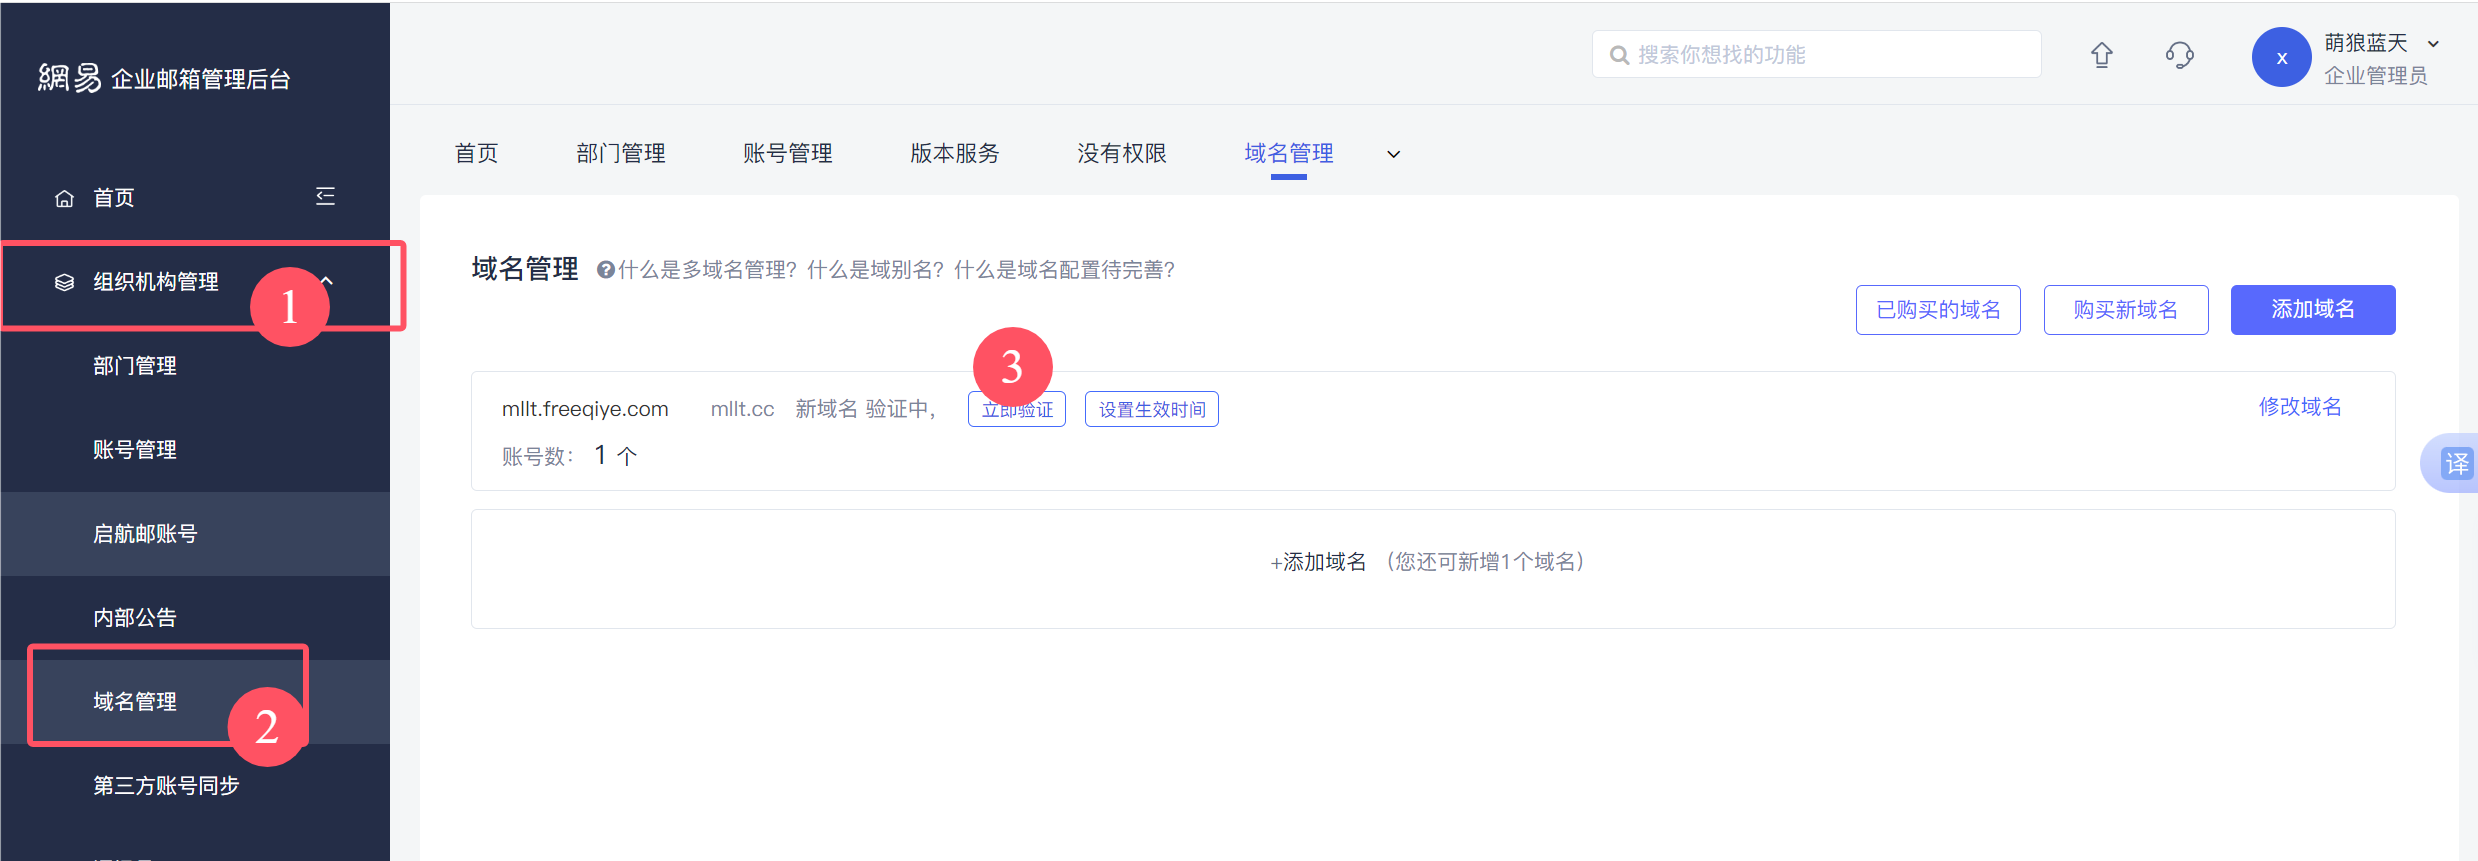 網易 企业邮箱管理后台
首页
组织机构管理
1
部门管理
账号管理
启航邮账号
内部公告
域名管理
2
第三方账号同步
搜索你想找的功能
x
萌狼蓝天
企业管理员
首页 部门管理 账号管理 版本服务 没有权限 域名管理
域名管理 ?什么是多域名管理? 什么是域别名? 什么是域名配置待完善?
已购买的域名 购买新域名 添加域名
3
mllt.freeqiye.com mllt.cc 新域名 验证中, 立即验证 设置生效时间 修改域名
账号数: 1 个
译
+添加域名 (您还可新增1个域名)